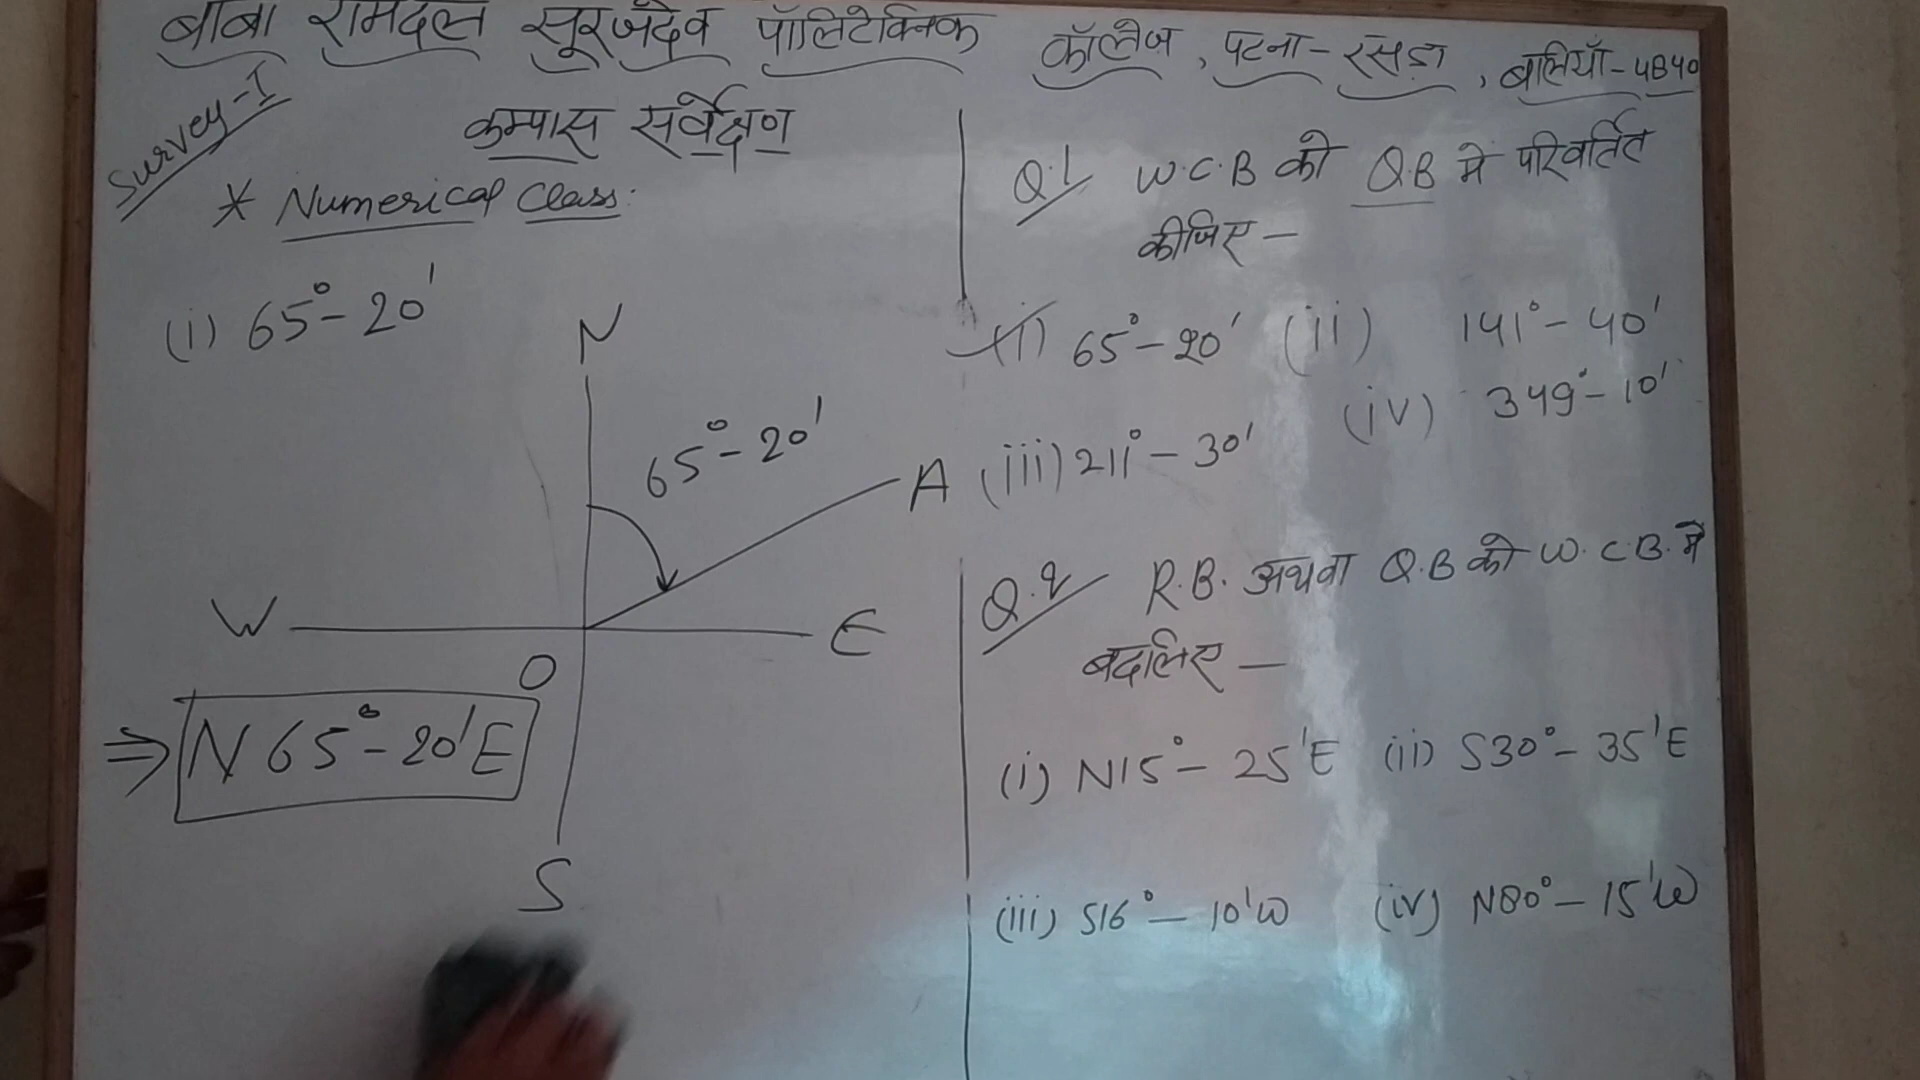 बाबा रामदल सूरजदेव पॉलिटेक्निक कॉलेज, पटना-रसड़ा, बालियाँ-4B40
Survey-I
कम्पास सर्वेक्षण
* Numerical Class:
(i) 65°-20'
N
65°-20'
A
W
E
O
⇒ N 65°-20'E
S
Q.1 W.C.B को Q.B मे परिवर्तित
कीजिए -
(i) 65°-20' (ii) 141°-40'
(iii) 211°-30' (iv) 349°-10'
Q.2 R.B. अथवा Q.B को W.C.B. मे
बदलिए -
(i) N15°-25'E (ii) S30°-35'E
(iii) S16°-10'W (iv) N80°-15'W